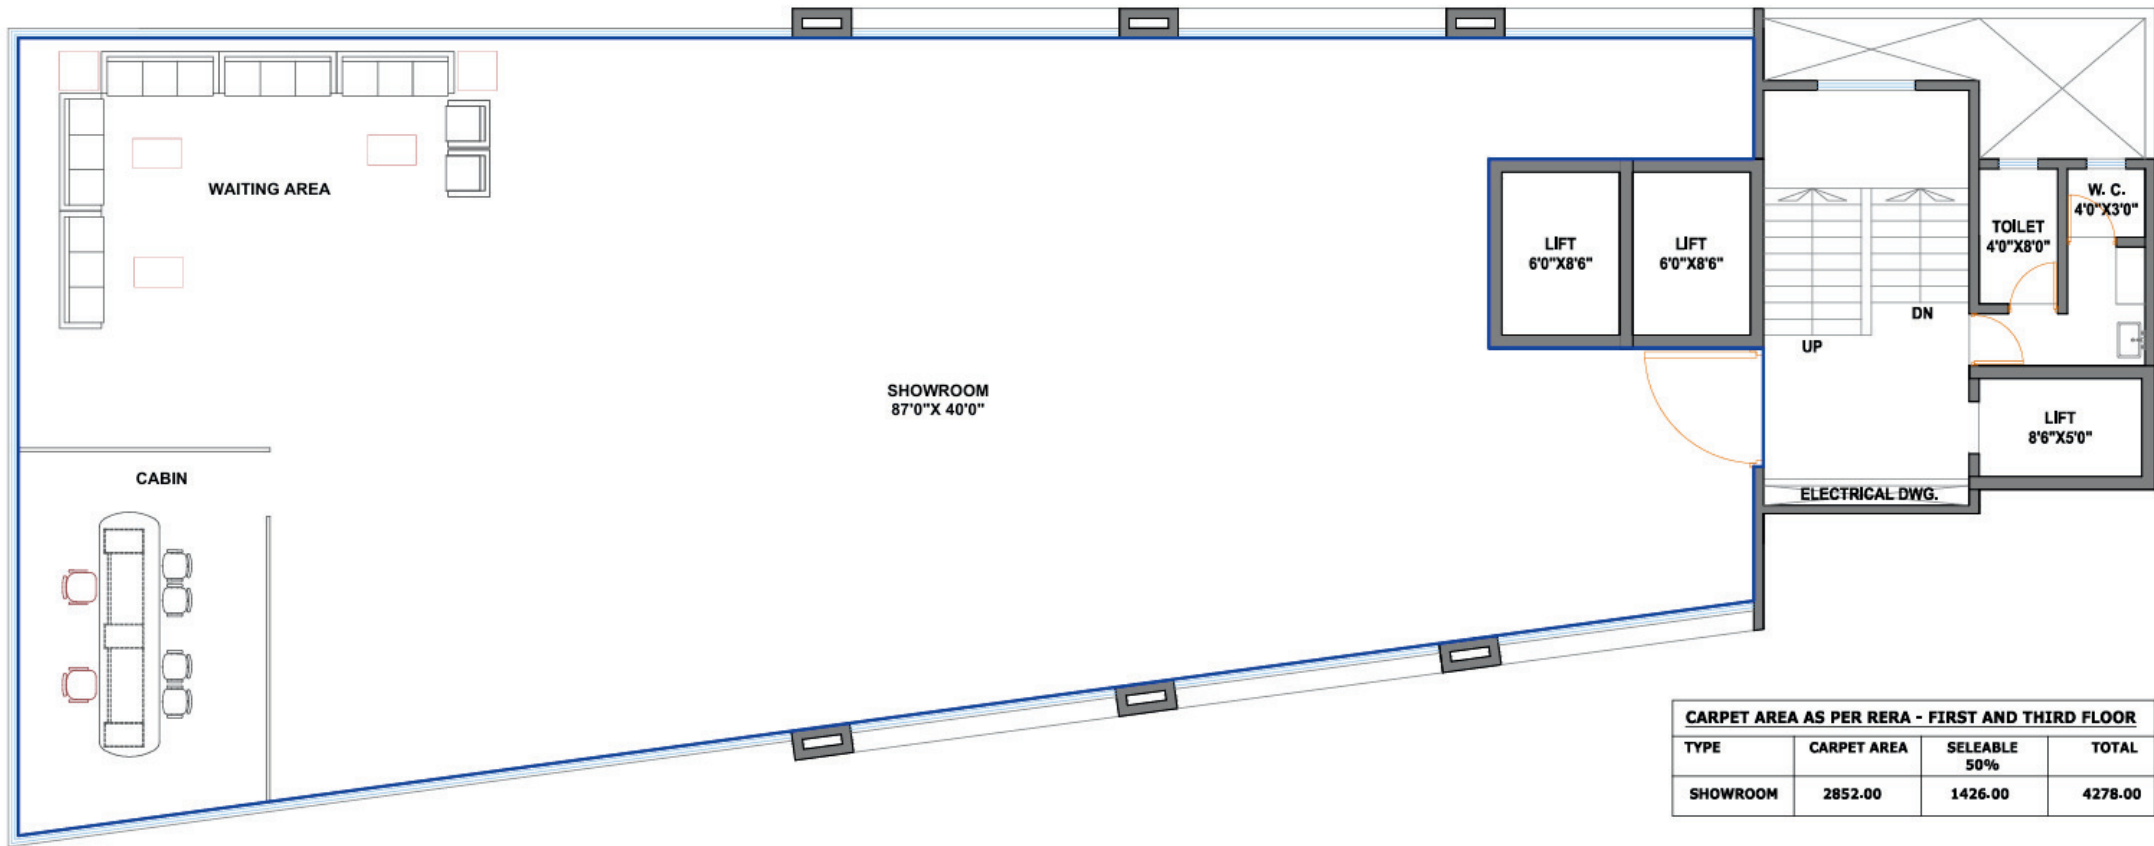 WAITING AREA
SHOWROOM
87'0"X 40'0"
CABIN
LIFT
6'0"X8'6"
LIFT
6'0"X8'6"
UP
DN
TOILET
4'0"X8'0"
W. C.
4'0"X3'0"
LIFT
8'6"X5'0"
ELECTRICAL DWG.
CARPET AREA AS PER RERA - FIRST AND THIRD FLOOR
TYPE CARPET AREA SELEABLE 50% TOTAL
SHOWROOM 2852.00 1426.00 4278.00